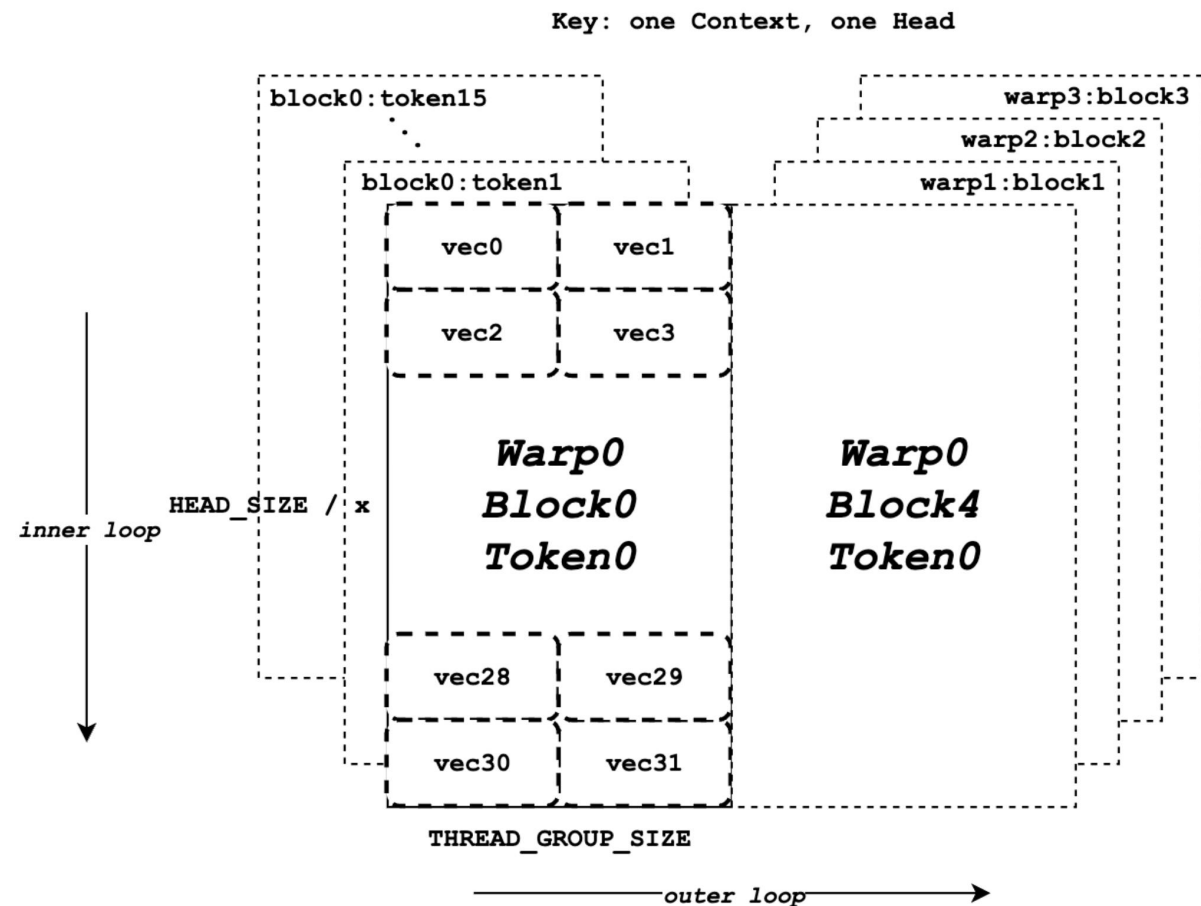 Key: one Context, one Head
block0:token15
warp3:block3
warp2:block2
block0:token1
warp1:block1
vec0
vec1
vec2
vec3
Warp0
Block0
Token0
Warp0
Block4
Token0
HEAD_SIZE / x
inner loop
vec28
vec29
vec30
vec31
THREAD_GROUP_SIZE
outer loop